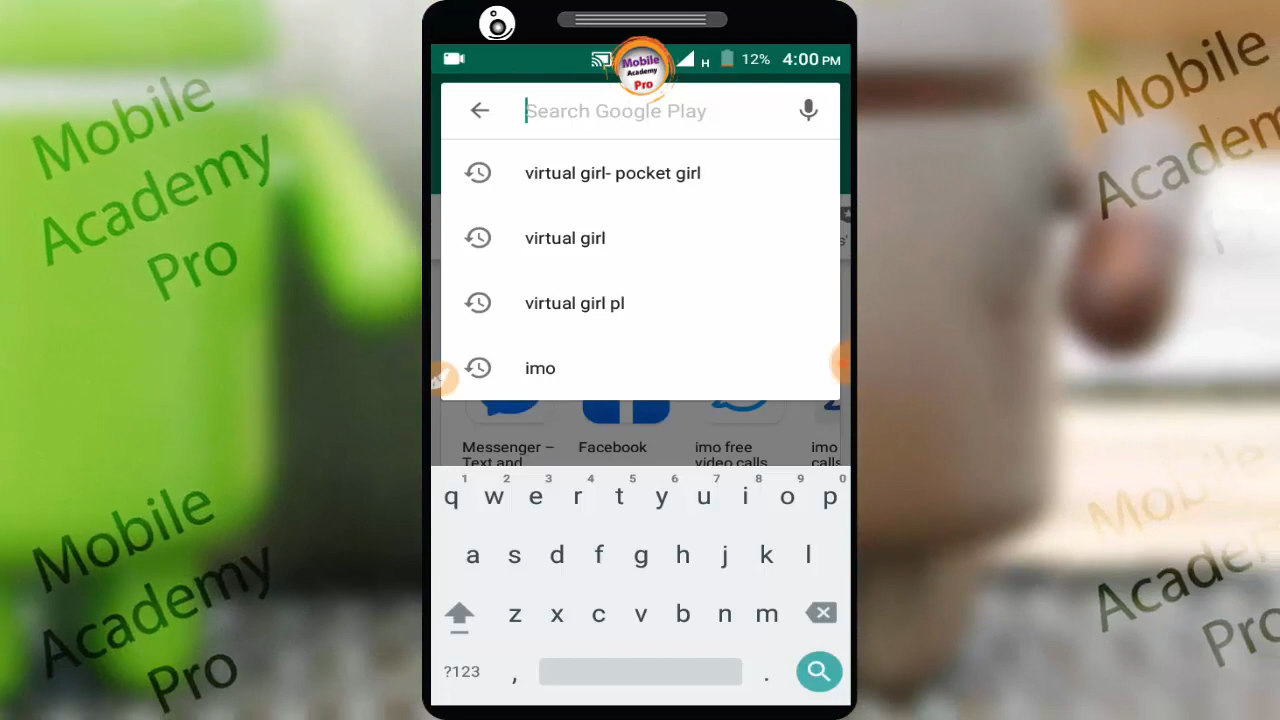 Mobile
Academy
Pro
Mobile
Academy
Pro
Mobile
Academy
Pro
H
12%
4:00 PM
Search Google Play
virtual girl- pocket girl
virtual girl
virtual girl pl
imo
Messenger –
Text and
Facebook
imo free
video calls
imo
calls
1 2 3 4 5 6 7 8 9 0
q w e r t y u i o p
a s d f g h j k l
z x c v b n m
?123 , .
Mobile
Academy
Mobile
Academy
Pro